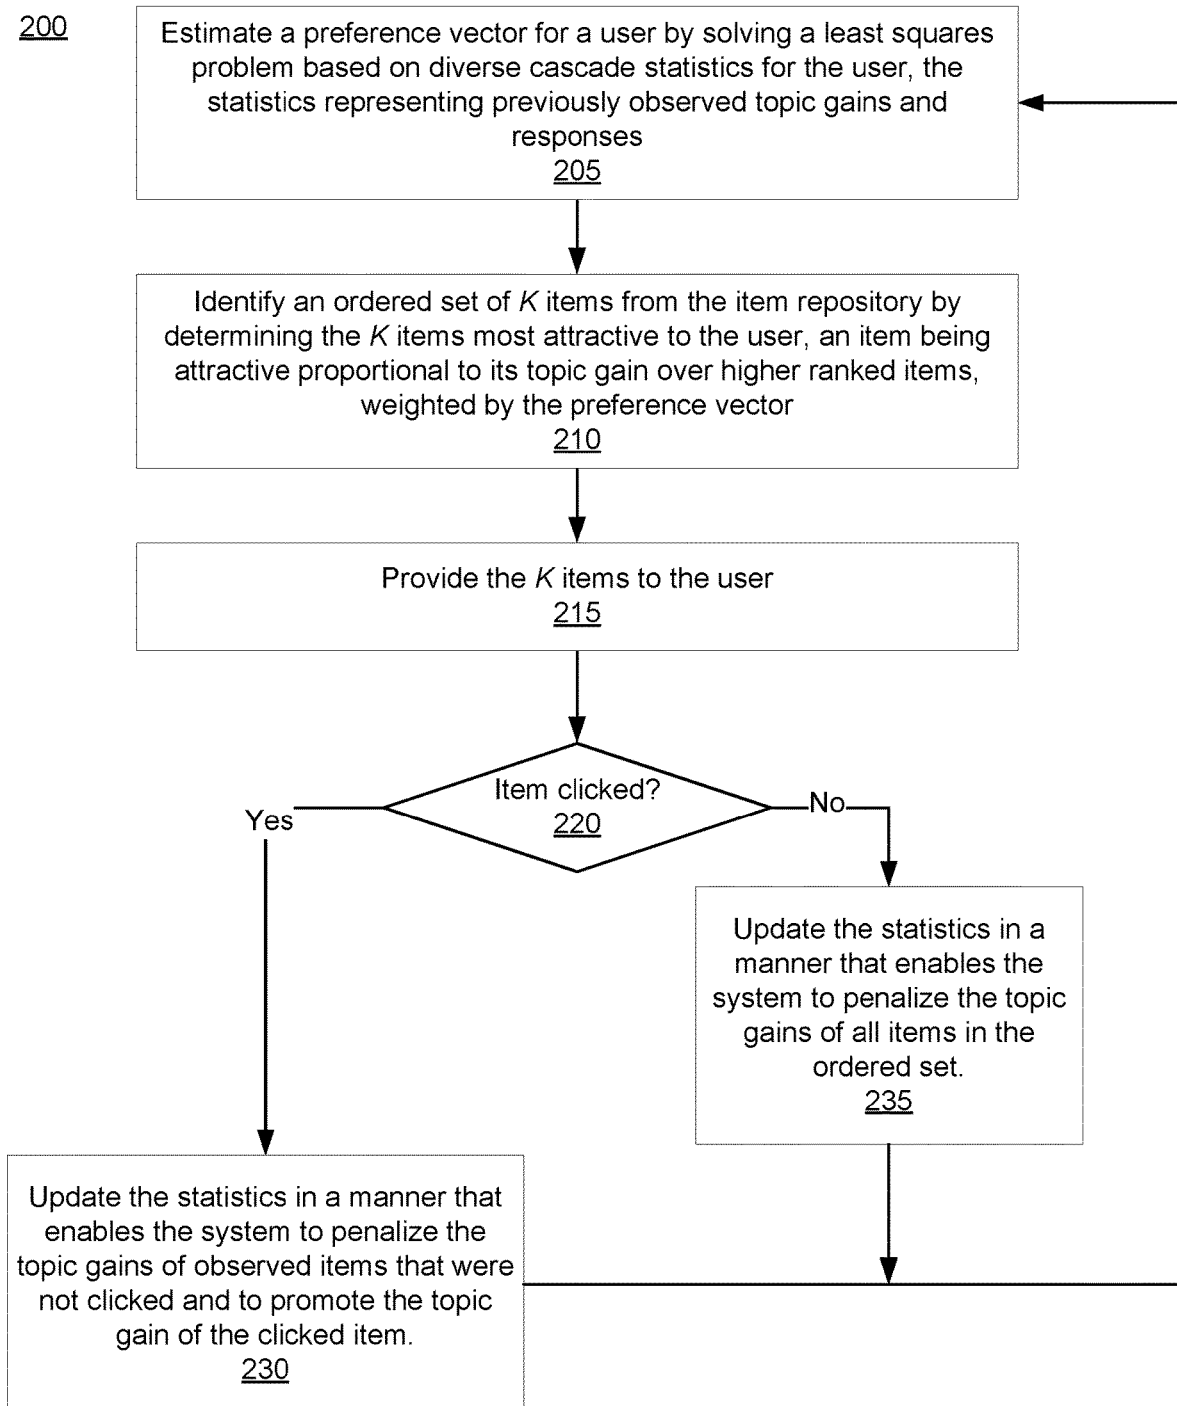 200
Estimate a preference vector for a user by solving a least squares
problem based on diverse cascade statistics for the user, the
statistics representing previously observed topic gains and
responses
205
Identify an ordered set of K items from the item repository by
determining the K items most attractive to the user, an item being
attractive proportional to its topic gain over higher ranked items,
weighted by the preference vector
210
Provide the K items to the user
215
Item clicked?
220
Yes
No
Update the statistics in a
manner that enables the
system to penalize the topic
gains of all items in the
ordered set.
235
Update the statistics in a manner that
enables the system to penalize the
topic gains of observed items that were
not clicked and to promote the topic
gain of the clicked item.
230